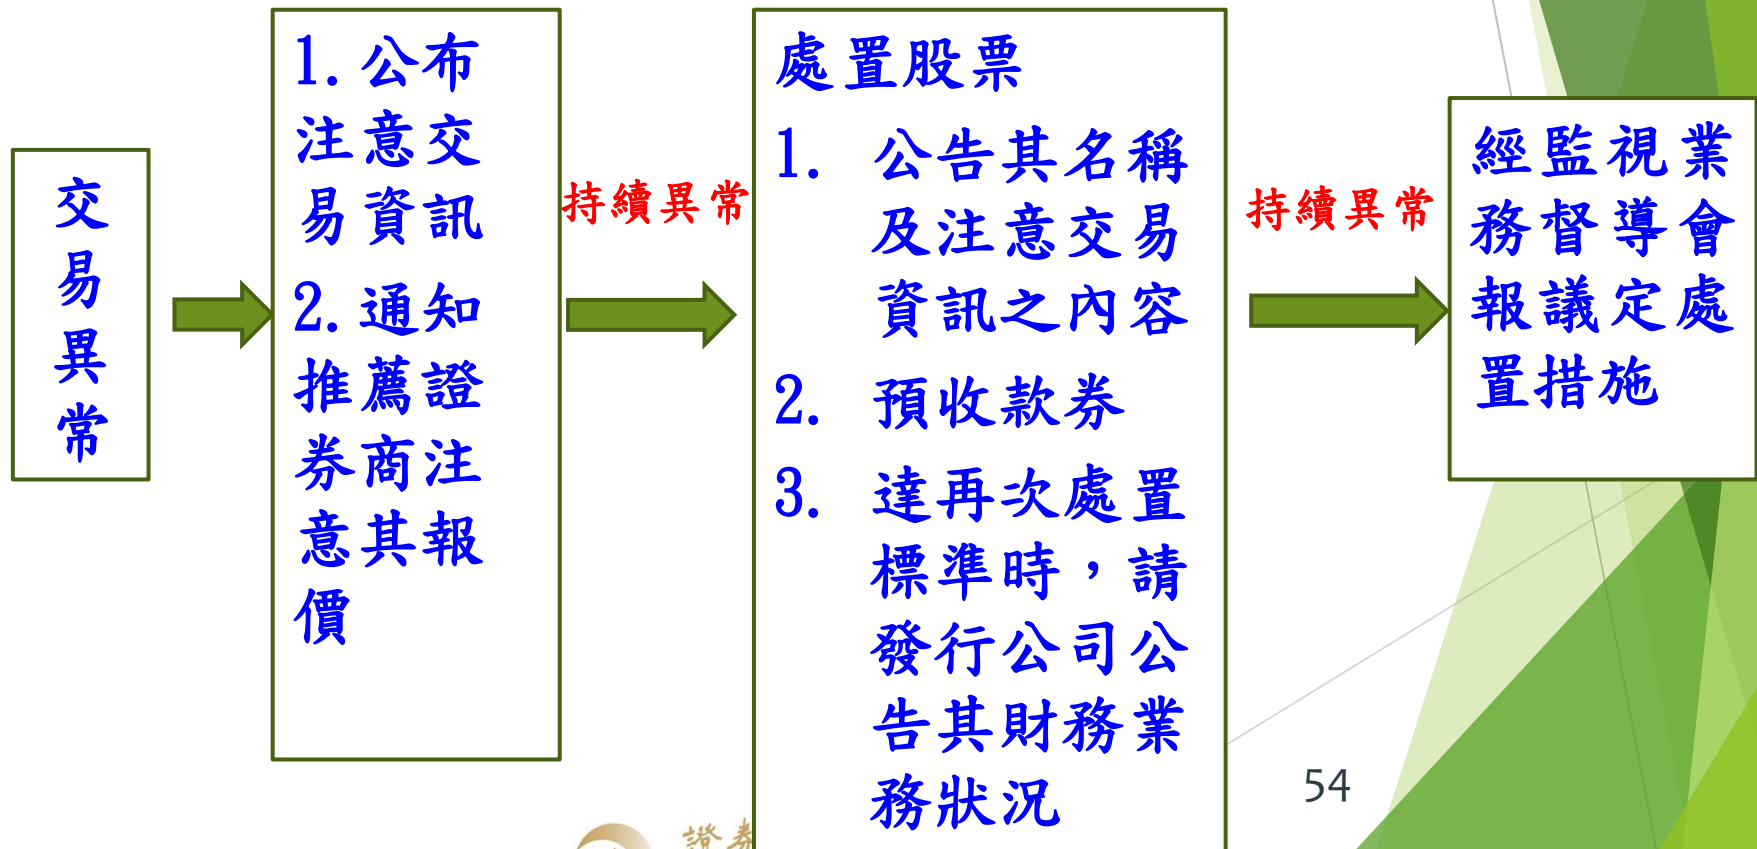 交
易
異
常
1.公布
注意交
易資訊
2.通知
推薦證
券商注
意其報
價
持續異常
處置股票
1. 公告其名稱
及注意交易
資訊之內容
2. 預收款券
3. 達再次處置
標準時，請
發行公司公
告其財務業
務狀況
持續異常
經監視業
務督導會
報議定處
置措施
54
證券